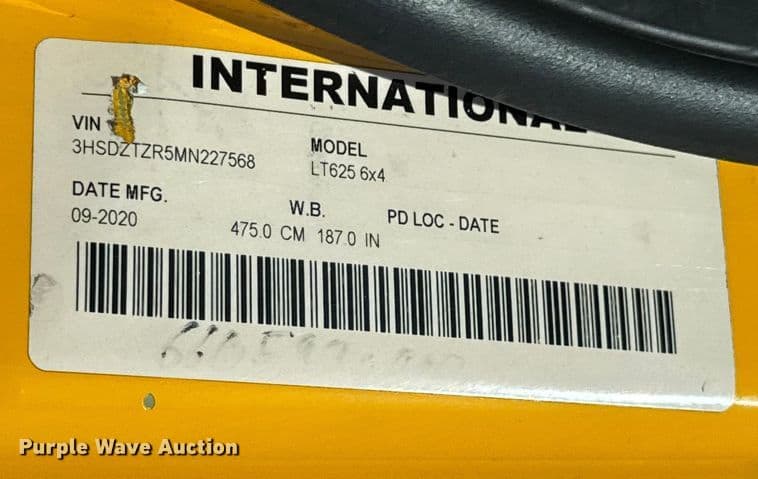 INTERNATIONAL
VIN
3HSDZTZR5MN227568
MODEL
LT625 6x4
DATE MFG.
09-2020
W.B.
475.0 CM 187.0 IN
PD LOC - DATE
Purple Wave Auction